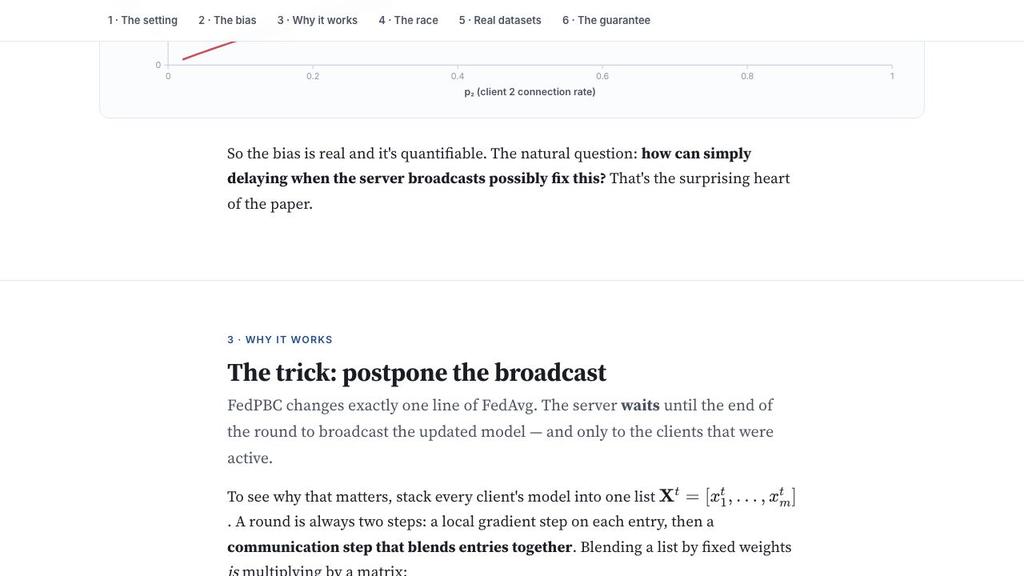 1 · The setting 2 · The bias 3 · Why it works 4 · The race 5 · Real datasets 6 · The guarantee
0
0 0.2 0.4 0.6 0.8 1
p₂ (client 2 connection rate)
So the bias is real and it's quantifiable. The natural question: how can simply
delaying when the server broadcasts possibly fix this? That's the surprising heart
of the paper.
3 · WHY IT WORKS
The trick: postpone the broadcast
FedPBC changes exactly one line of FedAvg. The server waits until the end of
the round to broadcast the updated model — and only to the clients that were
active.
To see why that matters, stack every client's model into one list Xᵗ = [x₁ᵗ, . . . , xₘᵗ]
. A round is always two steps: a local gradient step on each entry, then a
communication step that blends entries together. Blending a list by fixed weights
is multiplying by a matrix: